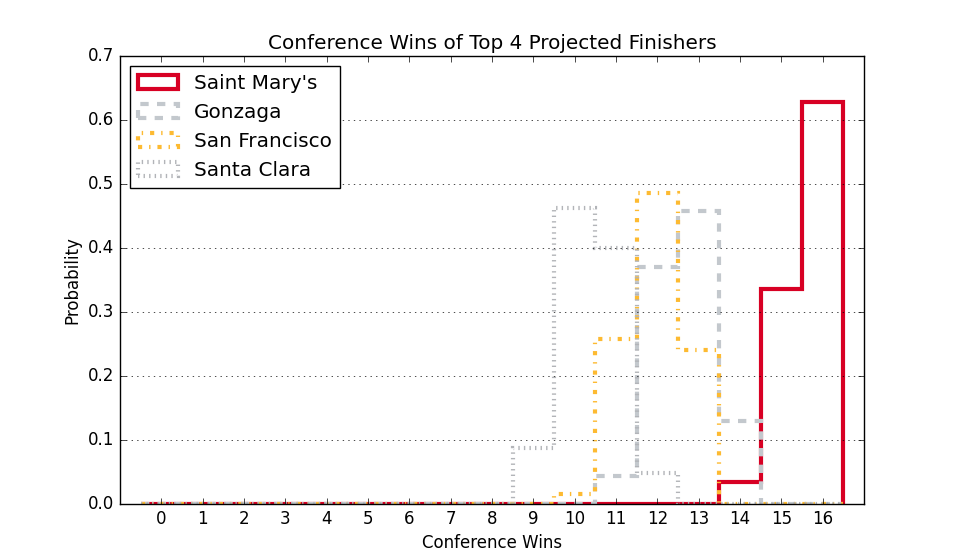 Conference Wins of Top 4 Projected Finishers
0.7
0.6
0.5
0.4
0.3
0.2
0.1
0.0
Probability
Saint Mary's
Gonzaga
San Francisco
Santa Clara
0 1 2 3 4 5 6 7 8 9 10 11 12 13 14 15 16
Conference Wins